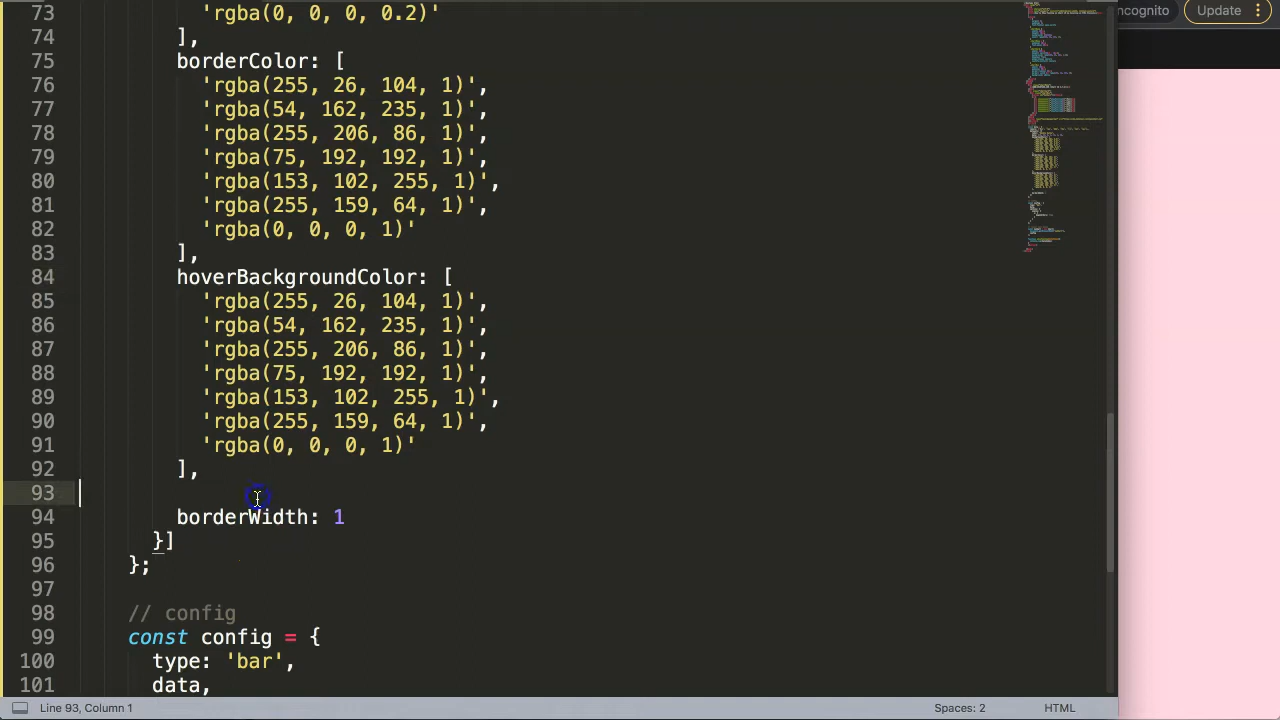 ncognito
Update
73 'rgba(0, 0, 0, 0.2)'
74 ],
75 borderColor: [
76 'rgba(255, 26, 104, 1)',
77 'rgba(54, 162, 235, 1)',
78 'rgba(255, 206, 86, 1)',
79 'rgba(75, 192, 192, 1)',
80 'rgba(153, 102, 255, 1)',
81 'rgba(255, 159, 64, 1)',
82 'rgba(0, 0, 0, 1)'
83 ],
84 hoverBackgroundColor: [
85 'rgba(255, 26, 104, 1)',
86 'rgba(54, 162, 235, 1)',
87 'rgba(255, 206, 86, 1)',
88 'rgba(75, 192, 192, 1)',
89 'rgba(153, 102, 255, 1)',
90 'rgba(255, 159, 64, 1)',
91 'rgba(0, 0, 0, 1)'
92 ],
93
94 borderWidth: 1
95 }]
96 };
97
98 // config
99 const config = {
100 type: 'bar',
101 data,
Line 93, Column 1
Spaces: 2
HTML